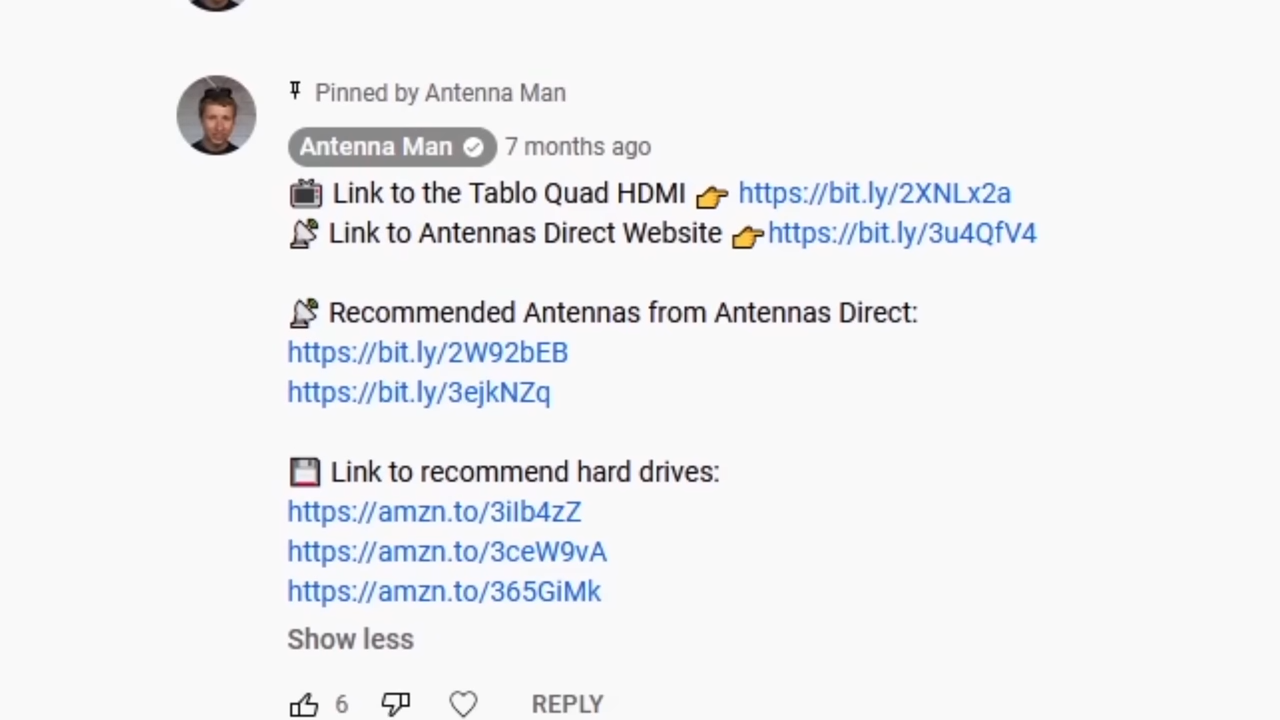 Pinned by Antenna Man
Antenna Man 7 months ago
Link to the Tablo Quad HDMI 👉 https://bit.ly/2XNLx2a
Link to Antennas Direct Website 👉https://bit.ly/3u4QfV4
Recommended Antennas from Antennas Direct:
https://bit.ly/2W92bEB
https://bit.ly/3ejkNZq
Link to recommend hard drives:
https://amzn.to/3iIb4zZ
https://amzn.to/3ceW9vA
https://amzn.to/365GiMk
Show less
6 REPLY